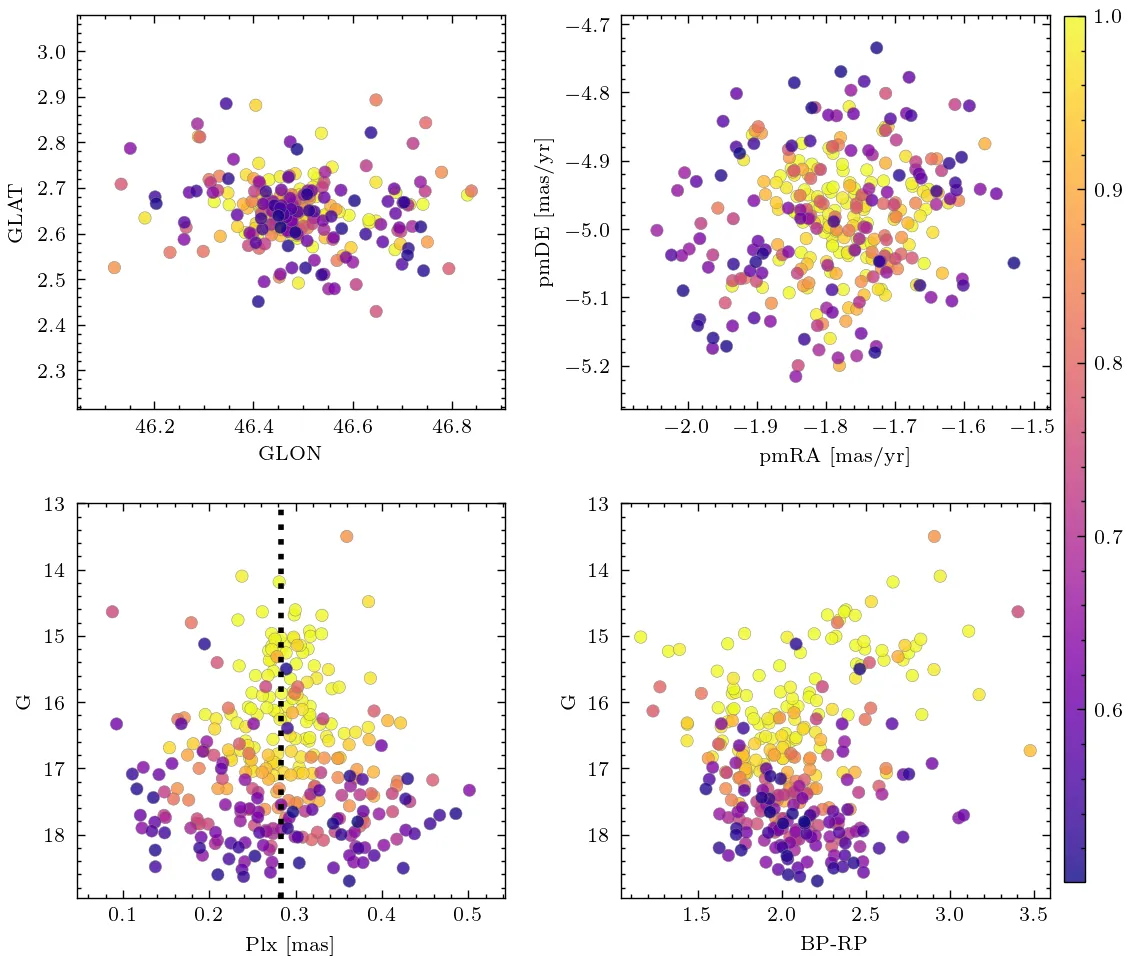 3.0
2.9
2.8
2.7
2.6
2.5
2.4
2.3
GLAT
46.2 46.4 46.6 46.8
GLON
−4.7
−4.8
−4.9
−5.0
−5.1
−5.2
pmDE [mas/yr]
−2.0 −1.9 −1.8 −1.7 −1.6 −1.5
pmRA [mas/yr]
1.0
0.9
0.8
0.7
0.6
13
14
15
16
17
18
G
0.1 0.2 0.3 0.4 0.5
Plx [mas]
13
14
15
16
17
18
G
1.5 2.0 2.5 3.0 3.5
BP-RP